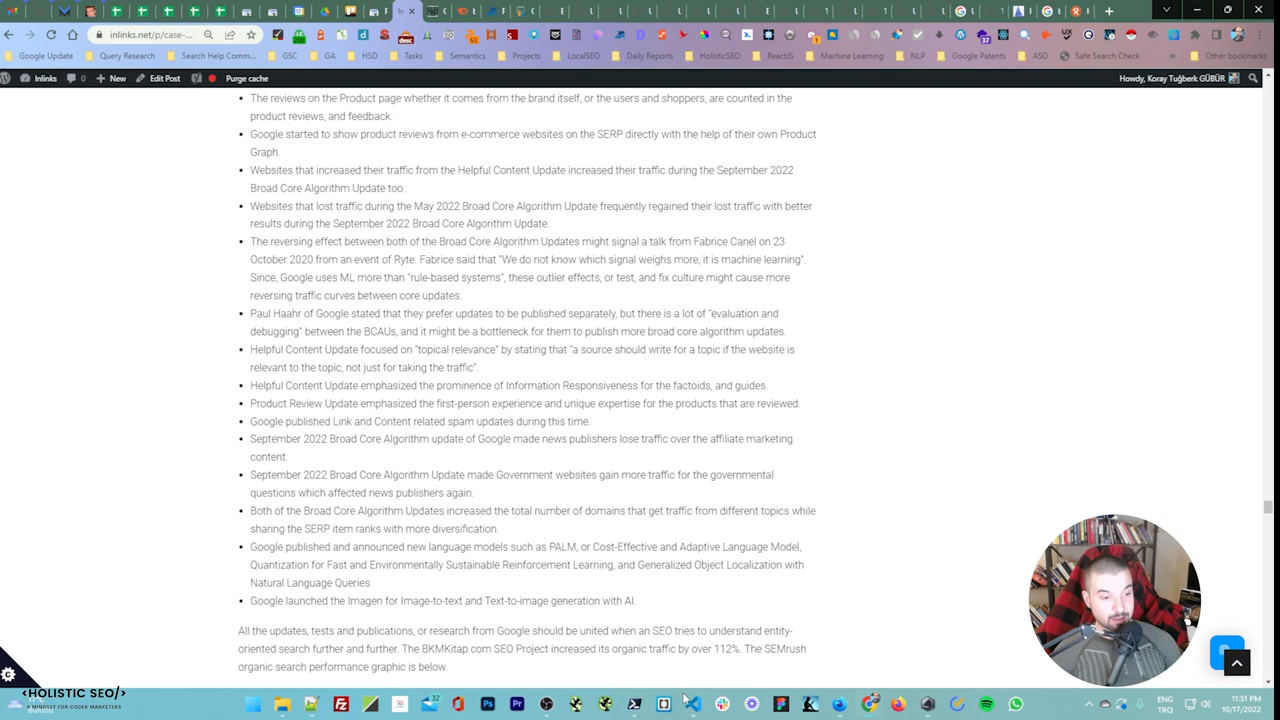 inlinks.net/p/case-...
Google Update
Query Research
Search Help Comm...
GSC
GA
HSD
Tasks
Semantics
Projects
LocalSEO
Daily Reports
HolisticSEO
ReactJS
Machine Learning
NLP
Google Patents
ASO
Safe Search Check
Other bookmarks
Inlinks
0
New
Edit Post
Purge cache
Howdy, Koray Tuğberk GÜBÜR
The reviews on the Product page whether it comes from the brand itself, or the users and shoppers, are counted in the
product reviews, and feedback.
Google started to show product reviews from e-commerce websites on the SERP directly with the help of their own Product
Graph.
Websites that increased their traffic from the Helpful Content Update increased their traffic during the September 2022
Broad Core Algorithm Update too.
Websites that lost traffic during the May 2022 Broad Core Algorithm Update frequently regained their lost traffic with better
results during the September 2022 Broad Core Algorithm Update.
The reversing effect between both of the Broad Core Algorithm Updates might signal a talk from Fabrice Canel on 23
October 2020 from an event of Ryte. Fabrice said that "We do not know which signal weighs more, it is machine learning".
Since, Google uses ML more than "rule-based systems", these outlier effects, or test, and fix culture might cause more
reversing traffic curves between core updates.
Paul Haahr of Google stated that they prefer updates to be published separately, but there is a lot of "evaluation and
debugging" between the BCAUs, and it might be a bottleneck for them to publish more broad core algorithm updates.
Helpful Content Update focused on "topical relevance" by stating that "a source should write for a topic if the website is
relevant to the topic, not just for taking the traffic".
Helpful Content Update emphasized the prominence of Information Responsiveness for the factoids, and guides.
Product Review Update emphasized the first-person experience and unique expertise for the products that are reviewed.
Google published Link and Content related spam updates during this time.
September 2022 Broad Core Algorithm update of Google made news publishers lose traffic over the affiliate marketing
content.
September 2022 Broad Core Algorithm Update made Government websites gain more traffic for the governmental
questions which affected news publishers again.
Both of the Broad Core Algorithm Updates increased the total number of domains that get traffic from different topics while
sharing the SERP item ranks with more diversification.
Google published and announced new language models such as PALM, or Cost-Effective and Adaptive Language Model,
Quantization for Fast and Environmentally Sustainable Reinforcement Learning, and Generalized Object Localization with
Natural Language Queries.
Google launched the Imagen for Image-to-text and Text-to-image generation with AI.
All the updates, tests and publications, or research from Google should be united when an SEO tries to understand entity-
oriented search further and further. The BKMKitap.com SEO Project increased its organic traffic by over 112%. The SEMrush
organic search performance graphic is below.
<HOLISTIC SEO/>
A MINDSET FOR CODER MARKETERS
ENG
TRQ
11:51 PM
10/17/2022